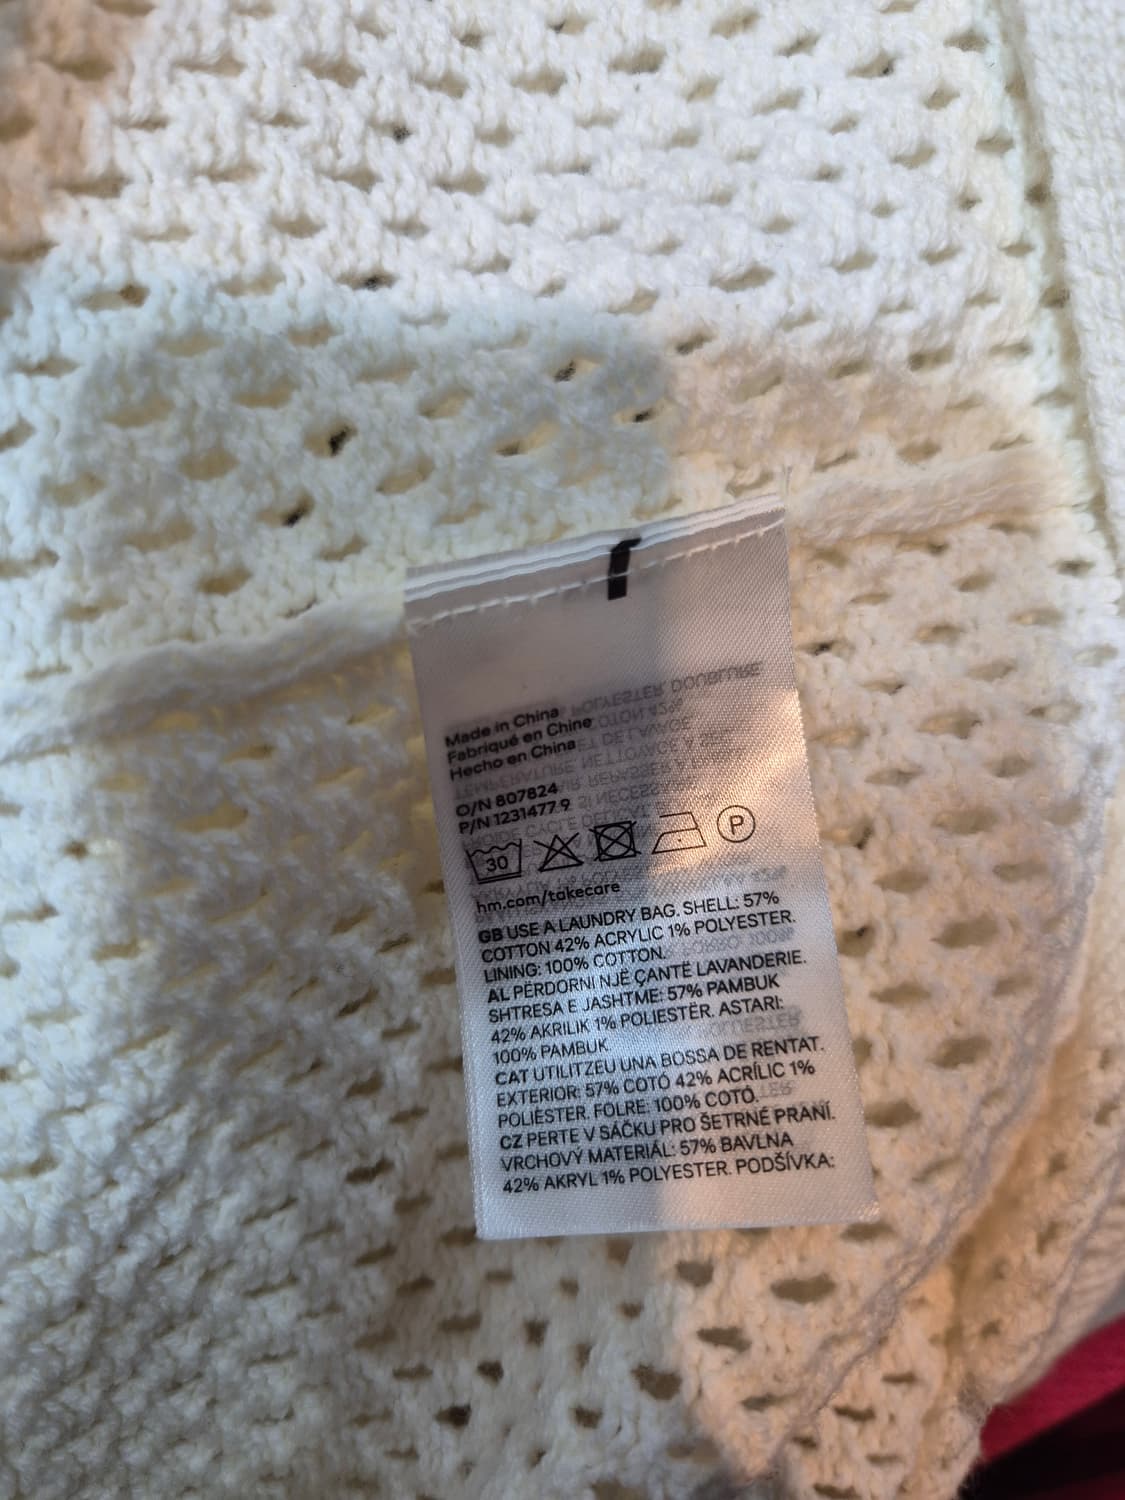 Made in China
Fabriqué en Chine
Hecho en China
O/N 807824
P/N 1231477 9
30
P
hm.com/takecare
GB USE A LAUNDRY BAG. SHELL: 57%
COTTON 42% ACRYLIC 1% POLYESTER.
LINING: 100% COTTON.
AL PËRDORNI NJË ÇANTË LAVANDERIE.
SHTRESA E JASHTME: 57% PAMBUK
42% AKRILIK 1% POLIESTËR. ASTARI:
100% PAMBUK
CAT UTILITZEU UNA BOSSA DE RENTAT.
EXTERIOR: 57% COTÓ 42% ACRÍLIC 1%
POLIÈSTER. FOLRE: 100% COTÓ.
CZ PERTE V SÁČKU PRO ŠETRNÉ PRANÍ.
VRCHOVÝ MATERIÁL: 57% BAVLNA
42% AKRYL 1% POLYESTER. PODŠÍVKA: